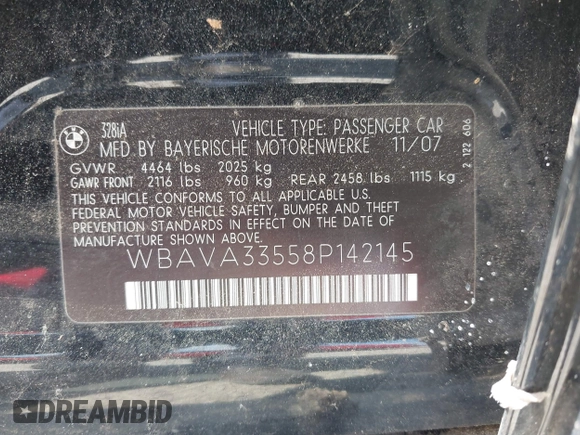 BMW
328iA
VEHICLE TYPE: PASSENGER CAR
MFD BY BAYERISCHE MOTORENWERKE 11/07
GVWR 4464 lbs 2025 kg
GAWR FRONT 2116 lbs 960 kg REAR 2458 lbs 1115 kg
THIS VEHICLE CONFORMS TO ALL APPLICABLE U.S.
FEDERAL MOTOR VEHICLE SAFETY, BUMPER AND THEFT
PREVENTION STANDARDS IN EFFECT ON THE DATE OF
MANUFACTURE SHOWN ABOVE.
WBAVA33558P142145
2 122 606
DREAMBID